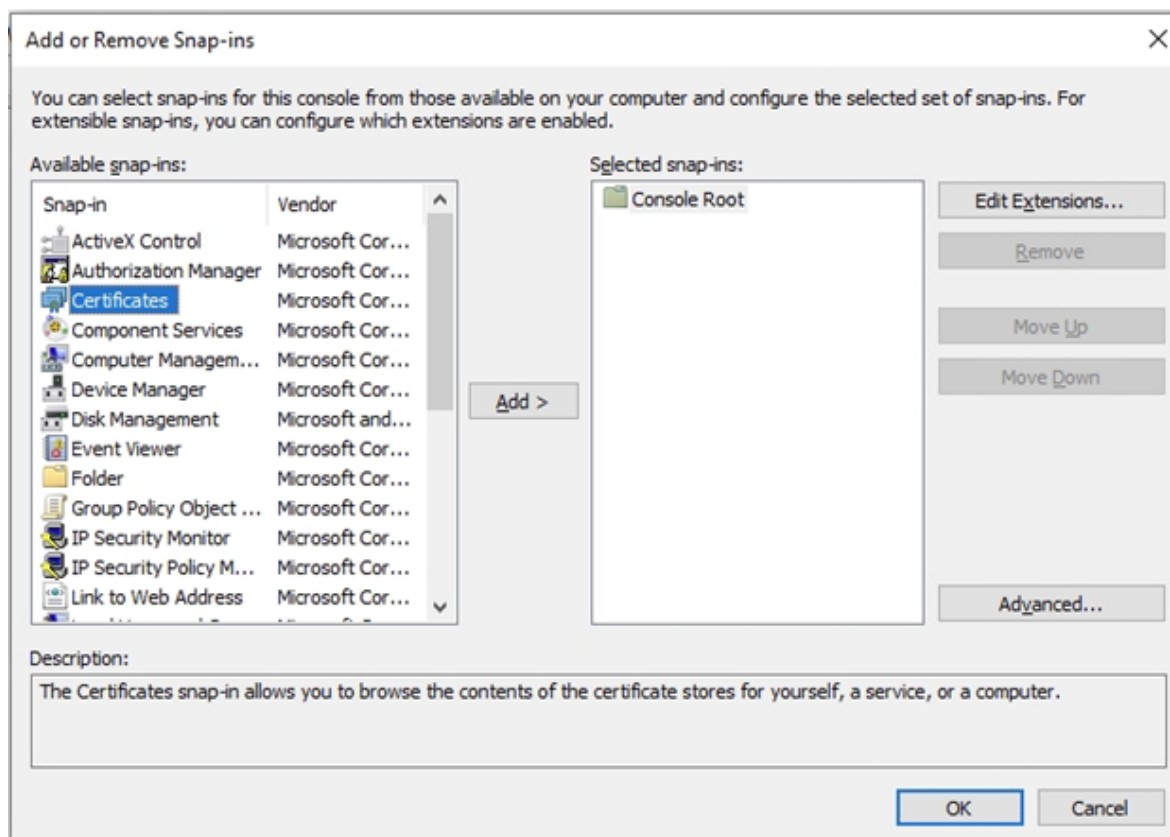 Add or Remove Snap-ins
You can select snap-ins for this console from those available on your computer and configure the selected set of snap-ins. For
extensible snap-ins, you can configure which extensions are enabled.
Available snap-ins:
Snap-in Vendor
ActiveX Control Microsoft Cor...
Authorization Manager Microsoft Cor...
Certificates Microsoft Cor...
Component Services Microsoft Cor...
Computer Managem... Microsoft Cor...
Device Manager Microsoft Cor...
Disk Management Microsoft and...
Event Viewer Microsoft Cor...
Folder Microsoft Cor...
Group Policy Object ... Microsoft Cor...
IP Security Monitor Microsoft Cor...
IP Security Policy M... Microsoft Cor...
Link to Web Address Microsoft Cor...
Add >
Selected snap-ins:
Console Root
Edit Extensions...
Remove
Move Up
Move Down
Advanced...
Description:
The Certificates snap-in allows you to browse the contents of the certificate stores for yourself, a service, or a computer.
OK
Cancel